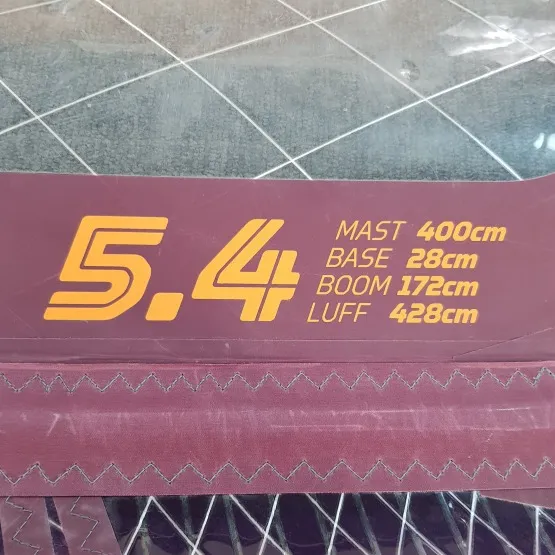 5.4
MAST 400cm
BASE 28cm
BOOM 172cm
LUFF 428cm